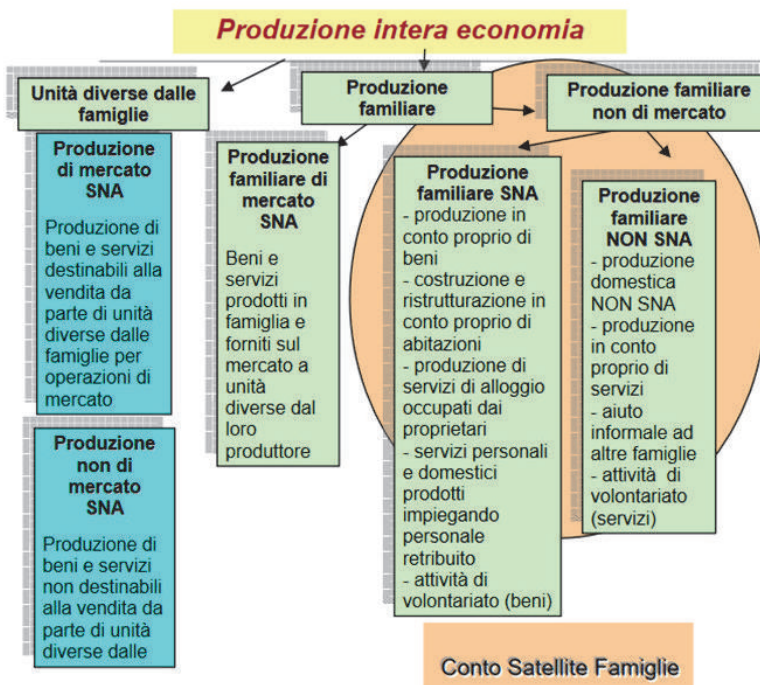 Produzione intera economia
Unità diverse dalle
famiglie
Produzione
familiare
Produzione familiare
non di mercato
Produzione
di mercato
SNA
Produzione di
beni e servizi
destinabili alla
vendita da
parte di unità
diverse dalle
famiglie per
operazioni di
mercato
Produzione
non di
mercato SNA
Produzione di
beni e servizi
non destinabili
alla vendita da
parte di unità
diverse dalle
Produzione
familiare di
mercato
SNA
Beni e
servizi
prodotti in
famiglia e
forniti sul
mercato a
unità
diverse dal
loro
produttore
Produzione
familiare SNA
- produzione in
conto proprio di
beni
- costruzione e
ristrutturazione in
conto proprio di
abitazioni
- produzione di
servizi di alloggio
occupati dai
proprietari
- servizi personali
e domestici
prodotti
impiegando
personale
retribuito
- attività di
volontariato (beni)
Produzione
familiare
NON SNA
- produzione
domestica
NON SNA
- produzione
in conto
proprio di
servizi
- aiuto
informale ad
altre famiglie
- attività di
volontariato
(servizi)
Conto Satellite Famiglie